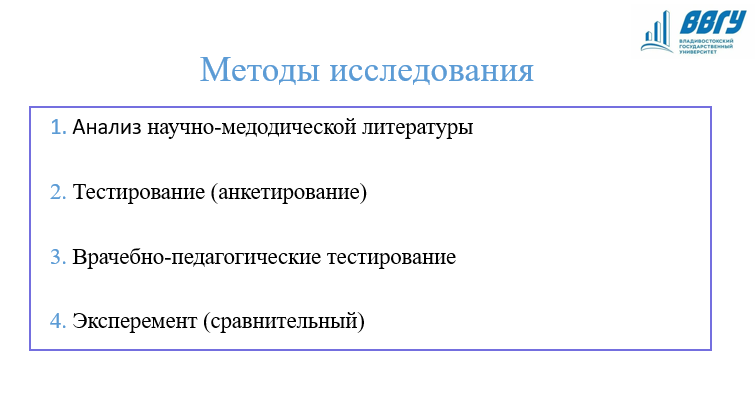 ВВГУ
ВЛАДИВОСТОКСКИЙ
ГОСУДАРСТВЕННЫЙ
УНИВЕРСИТЕТ
Методы исследования
1. Анализ научно-медодической литературы
2. Тестирование (анкетирование)
3. Врачебно-педагогические тестирование
4. Эксперемент (сравнительный)